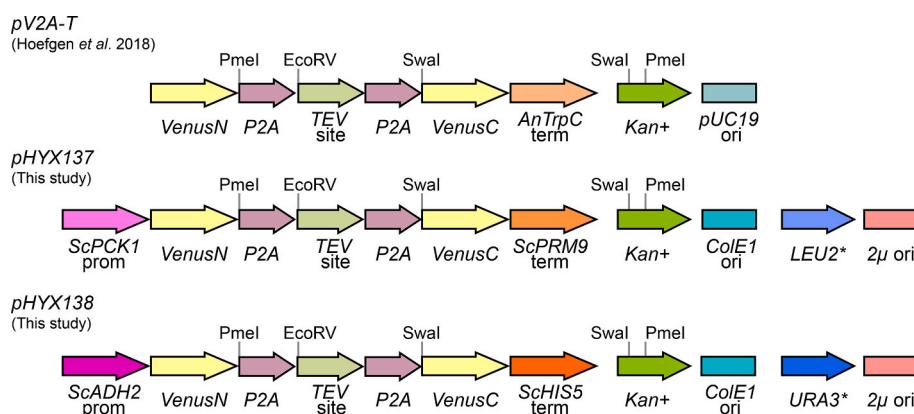 pV2A-T
(Hoefgen et al. 2018)
PmeI EcoRV SwaI SwaI PmeI
VenusN P2A TEV site P2A VenusC AnTrpC term Kan+ pUC19 ori
pHYX137
(This study)
PmeI EcoRV SwaI SwaI PmeI
ScPCK1 prom VenusN P2A TEV site P2A VenusC ScPRM9 term Kan+ ColE1 ori LEU2* 2µ ori
pHYX138
(This study)
PmeI EcoRV SwaI SwaI PmeI
ScADH2 prom VenusN P2A TEV site P2A VenusC ScHIS5 term Kan+ ColE1 ori URA3* 2µ ori